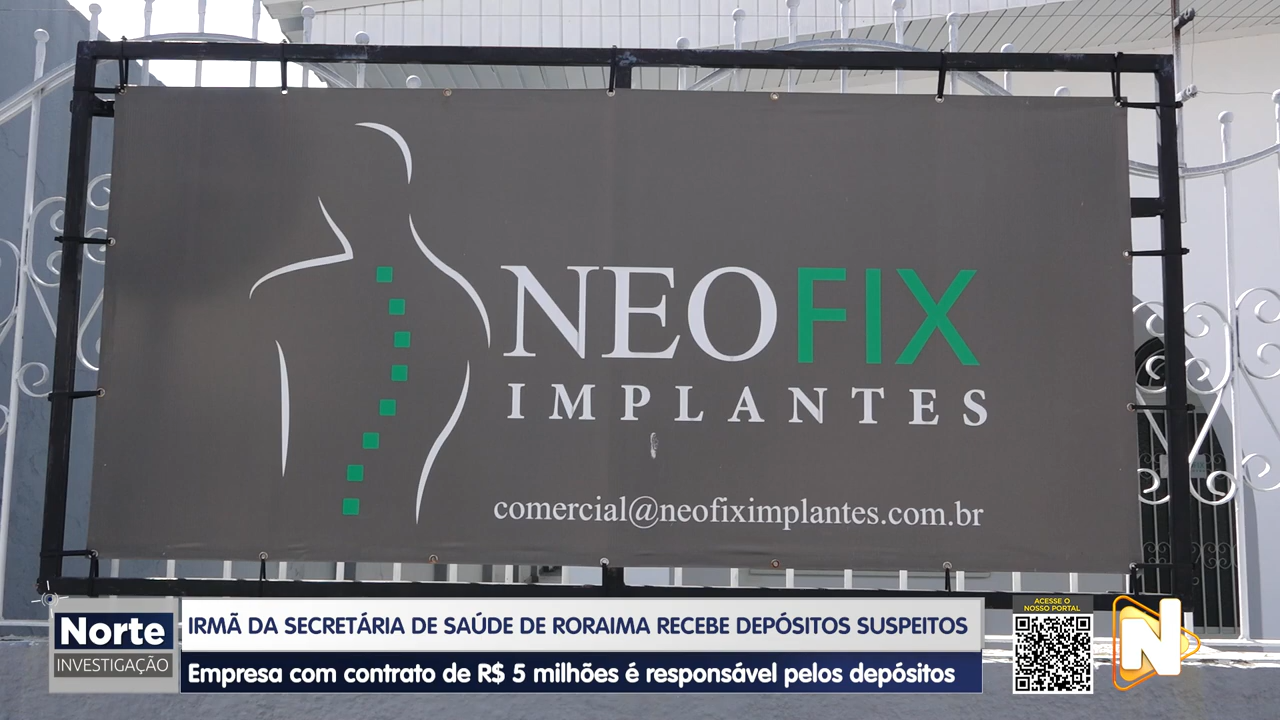 NEOFIX
IMPLANTES
comercial@neofiximplantes.com.br
Norte
INVESTIGAÇÃO
IRMÃ DA SECRETÁRIA DE SAÚDE DE RORAIMA RECEBE DEPÓSITOS SUSPEITOS
Empresa com contrato de R$ 5 milhões é responsável pelos depósitos
ACESSE O
NOSSO PORTAL
N